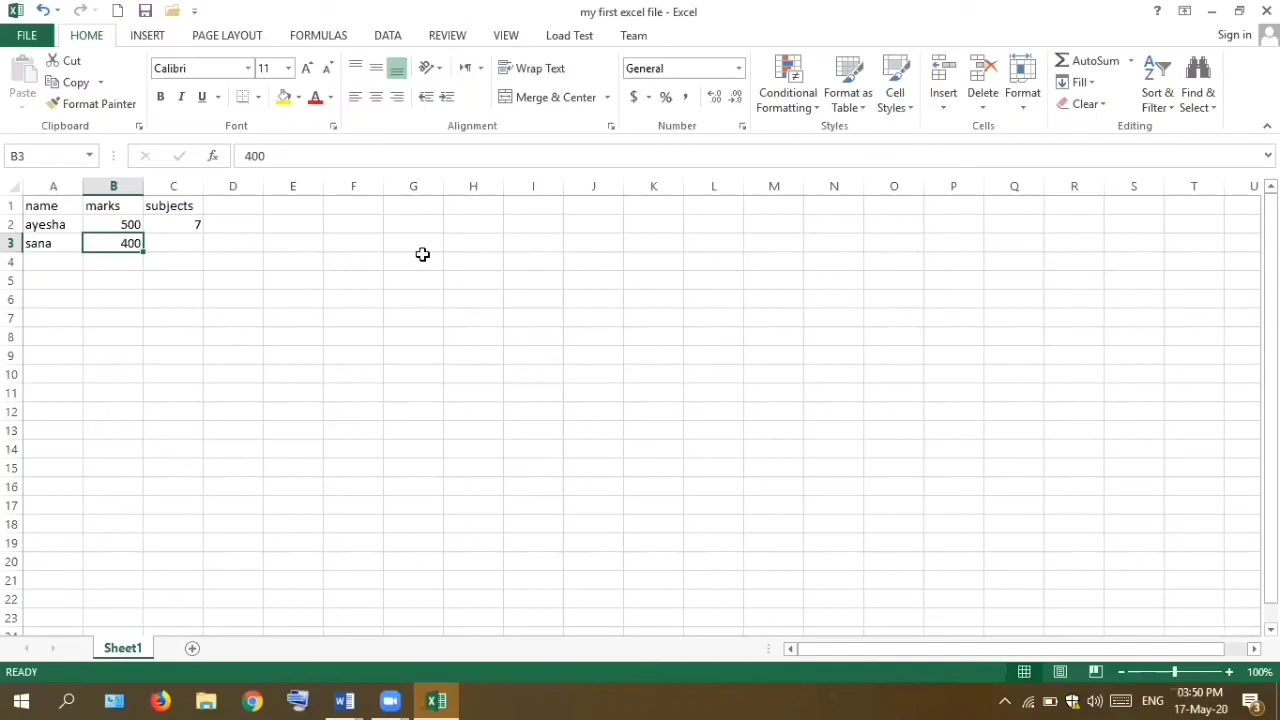 my first excel file - Excel
?
FILE HOME INSERT PAGE LAYOUT FORMULAS DATA REVIEW VIEW Load Test Team Sign in
Paste
Cut
Copy
Format Painter
Clipboard
Calibri 11
B I U A
Font
Wrap Text
Merge & Center
Alignment
General
$ % ,
Number
Conditional Formatting
Format as Table
Cell Styles
Styles
Insert
Delete
Format
Cells
AutoSum
Fill
Clear
Sort & Filter
Find & Select
Editing
B3 fx 400
A B C D E F G H I J K L M N O P Q R S T U
1 name marks subjects
2 ayesha 500 7
3 sana 400
4
5
6
7
8
9
10
11
12
13
14
15
16
17
18
19
20
21
22
23
24
Sheet1
READY 100%
ENG 03:50 PM
17-May-20 3